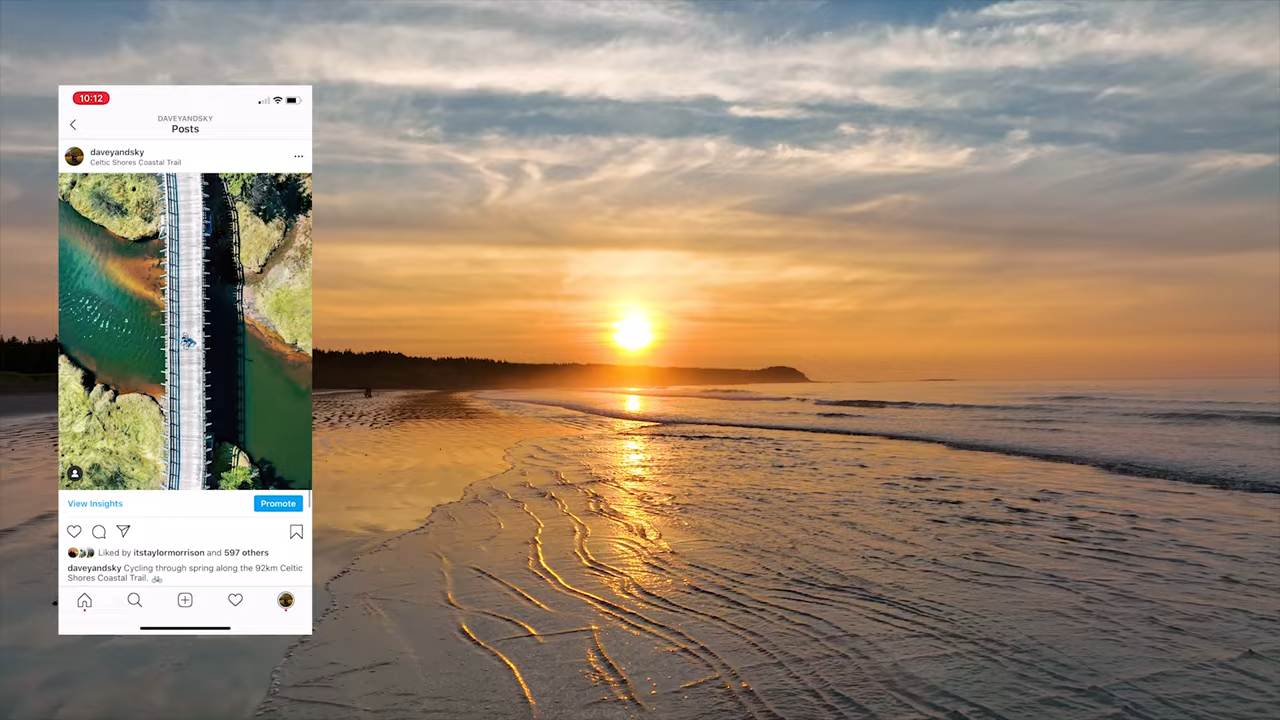 10:12
DAVEYANDSKY
Posts
daveyandsky
Celtic Shores Coastal Trail
View Insights
Promote
Liked by itstaylormorrison and 597 others
daveyandsky Cycling through spring along the 92km Celtic
Shores Coastal Trail. 🚲